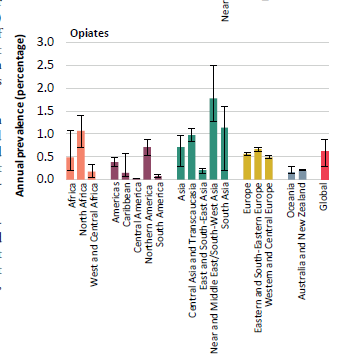 Near
Opiates
Annual prevalence (percentage)
3.0
2.5
2.0
1.5
1.0
0.5
0.0
Africa
North Africa
West and Central Africa
Americas
Caribbean
Central America
Northern America
South America
Asia
Central Asia and Transcaucasia
East and South-East Asia
Near and Middle East/South-West Asia
South Asia
Europe
Eastern and South-Eastern Europe
Western and Central Europe
Oceania
Australia and New Zealand
Global